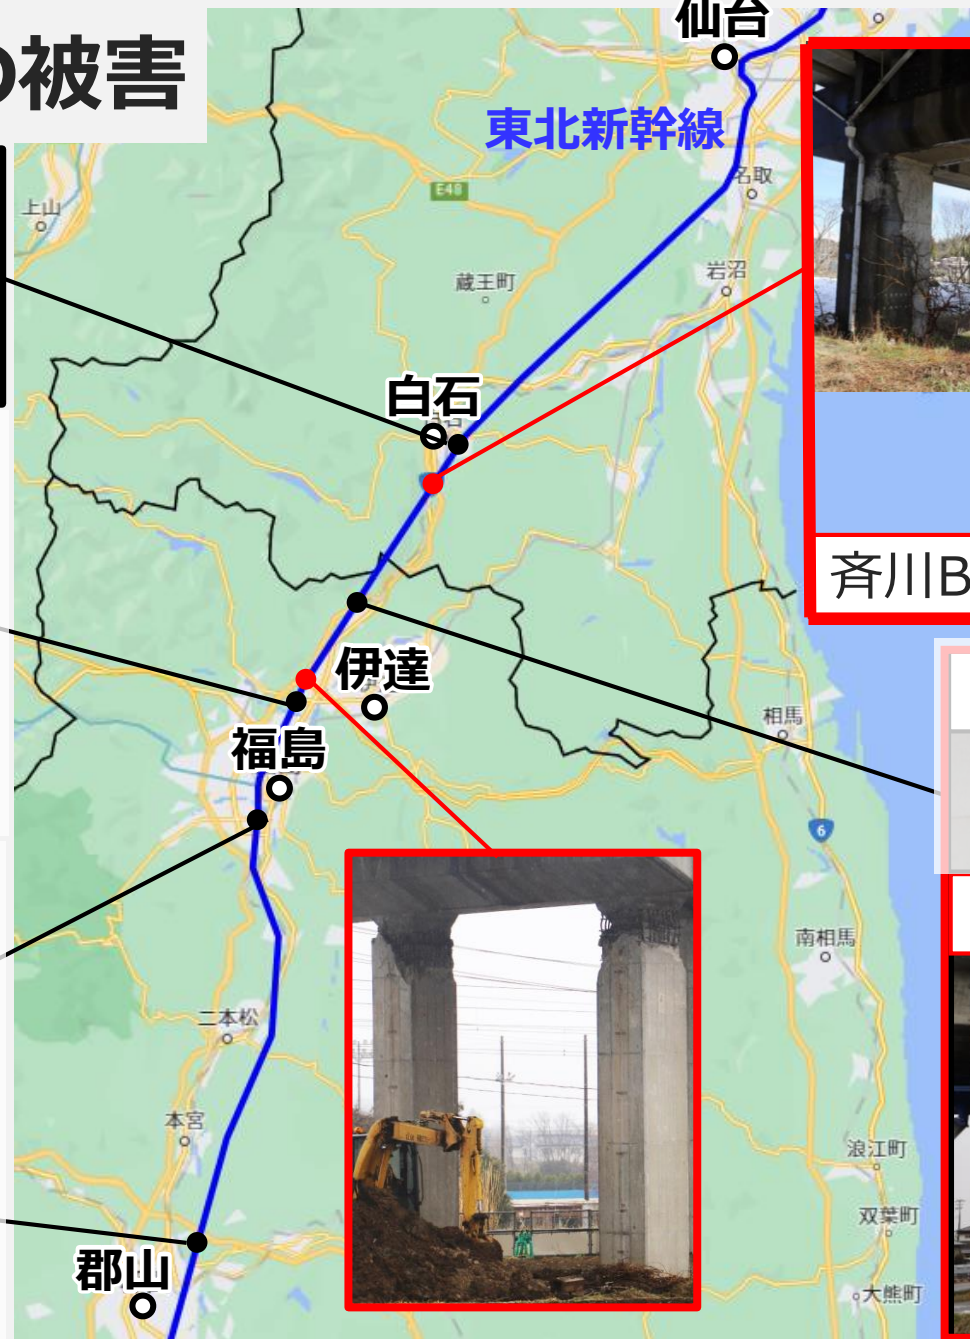 の被害
仙台
東北新幹線
名取
E48
上山
岩沼
蔵王町
白石
斉川B
伊達
相馬
福島
6
南相馬
二本松
本宮
浪江町
双葉町
郡山
大熊町